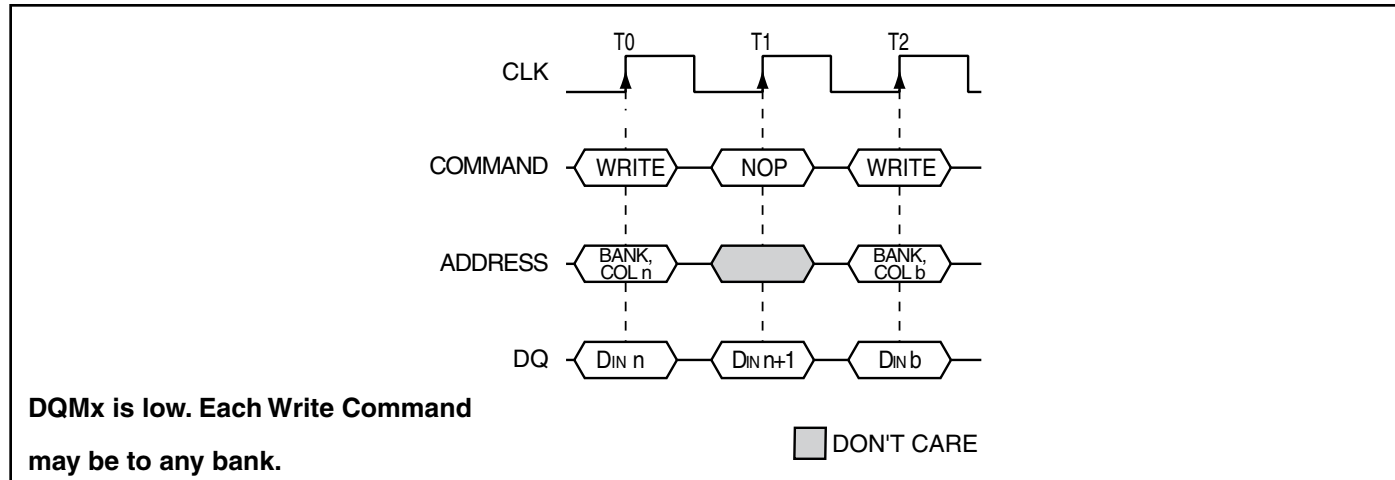 T0 T1 T2
CLK
COMMAND WRITE NOP WRITE
ADDRESS BANK, COL n BANK, COL b
DQ DIN n DIN n+1 DIN b
DQMx is low. Each Write Command
may be to any bank.
DON'T CARE